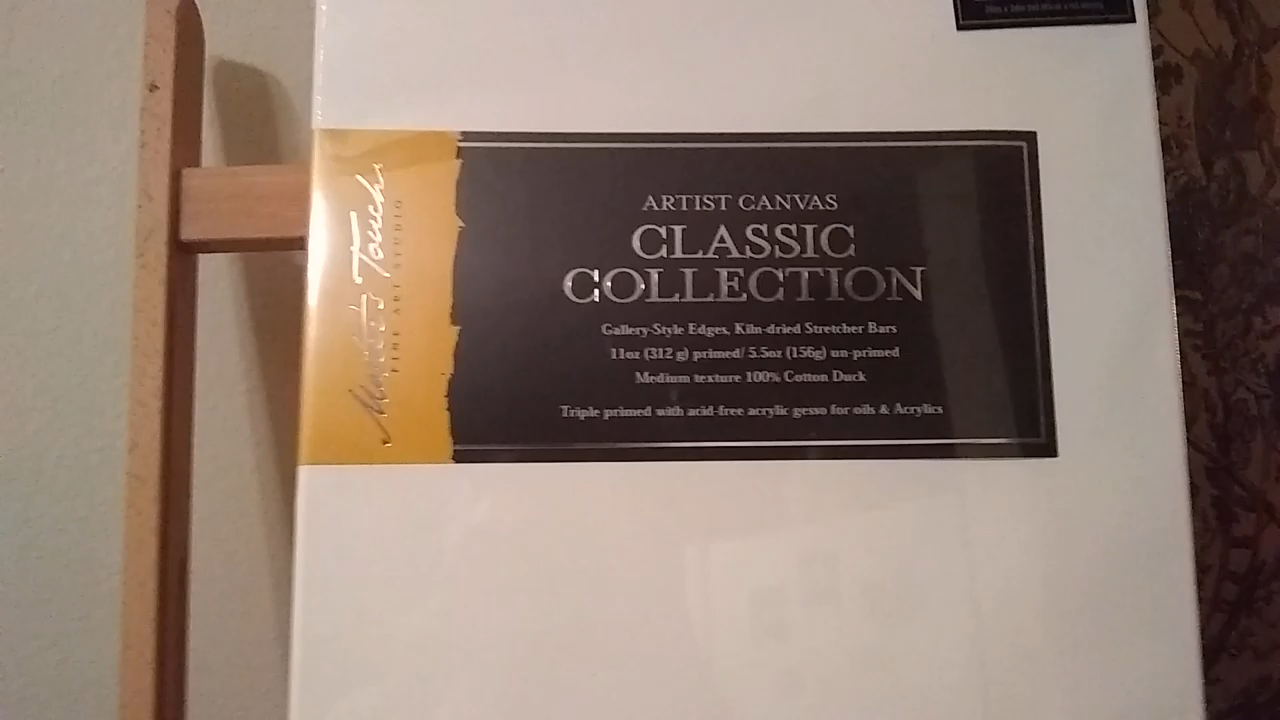 Master's Touch
FINE ART STUDIO
ARTIST CANVAS
CLASSIC
COLLECTION
Gallery-Style Edges, Kiln-dried Stretcher Bars
11oz (312 g) primed/ 5.5oz (156g) un-primed
Medium texture 100% Cotton Duck
Triple primed with acid-free acrylic gesso for oils & Acrylics